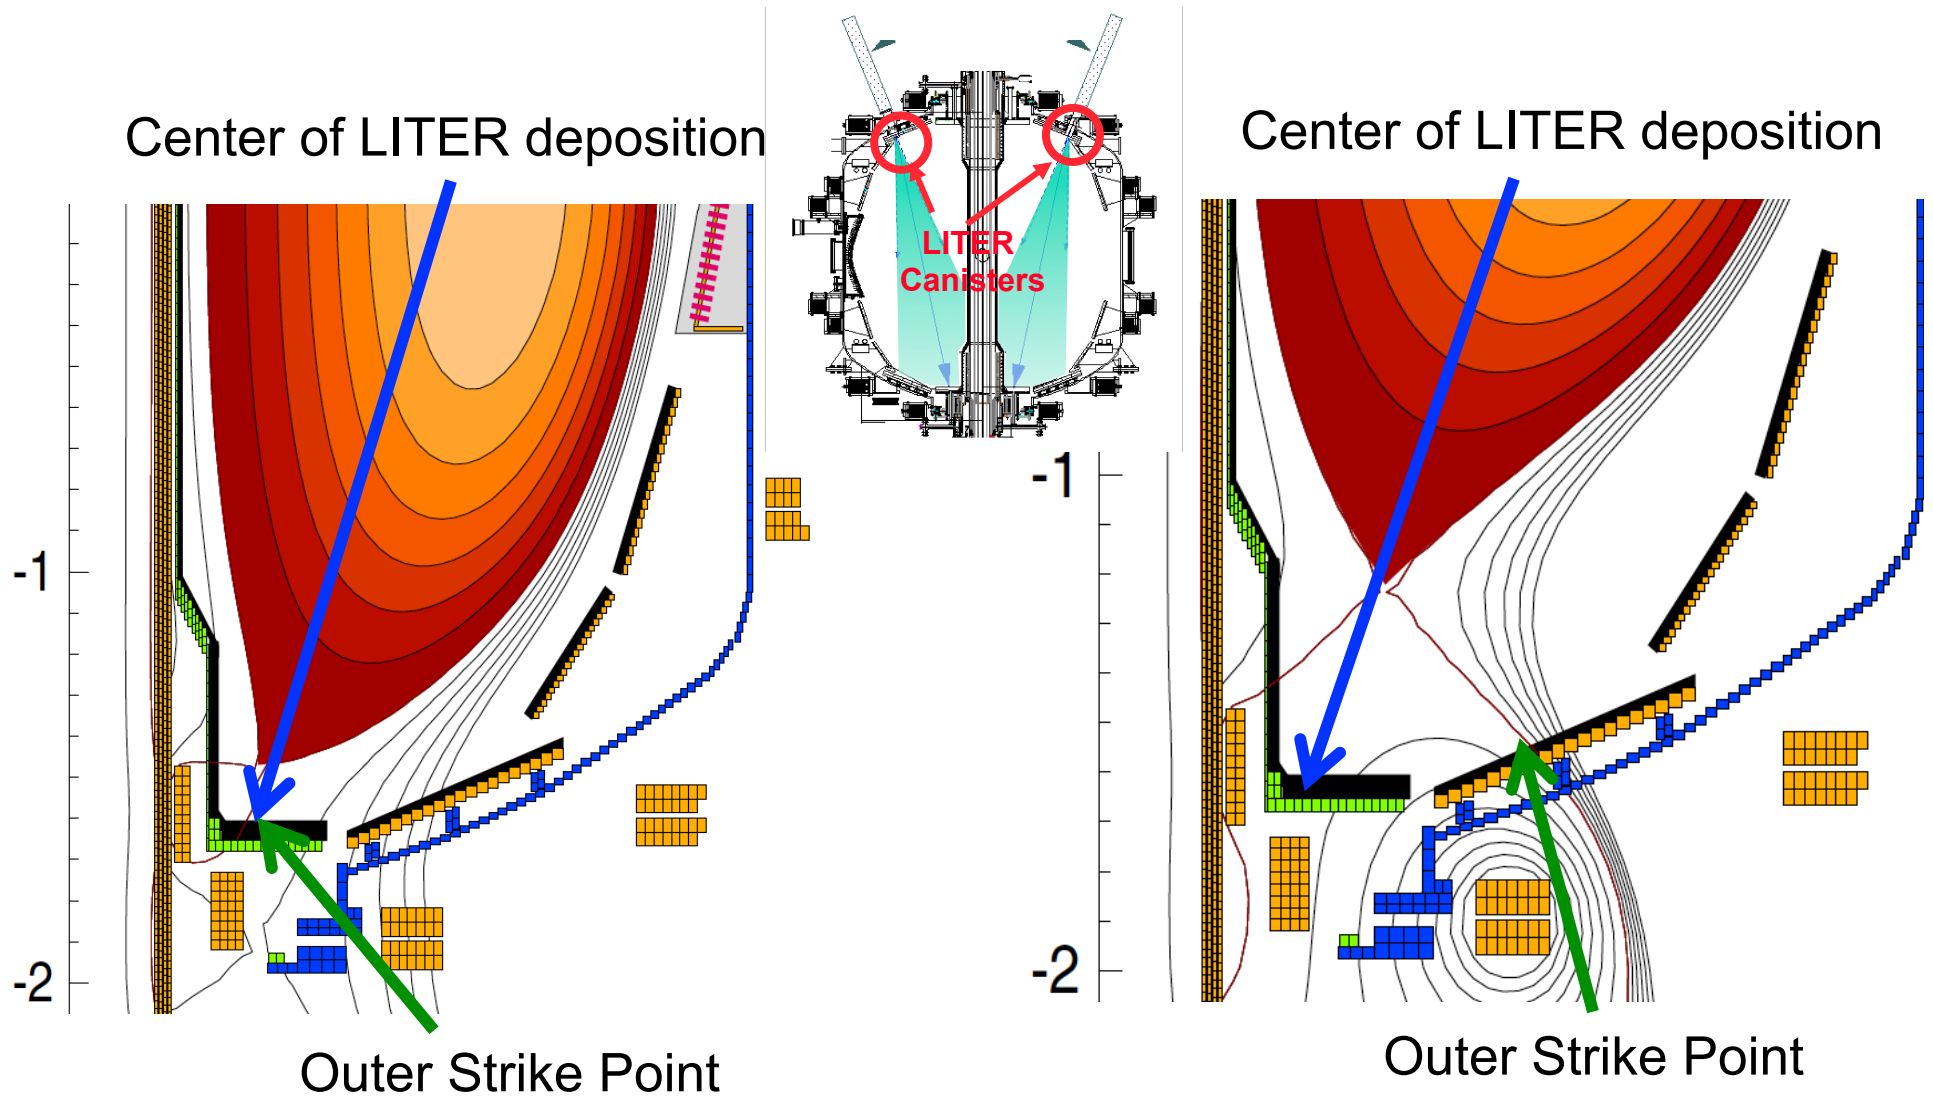 Center of LITER deposition
Center of LITER deposition
LITER
Canisters
-1
-1
-2
-2
Outer Strike Point
Outer Strike Point